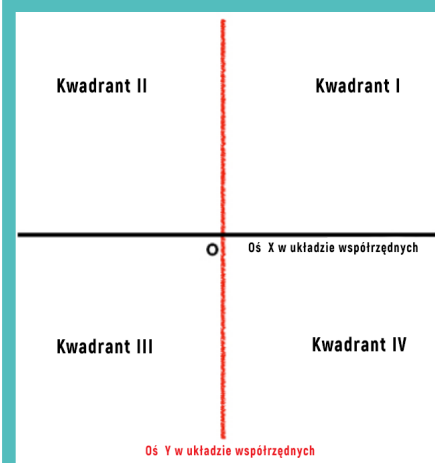 Kwadrant II
Kwadrant I
O
Oś X w układzie współrzędnych
Kwadrant III
Kwadrant IV
Oś Y w układzie współrzędnych